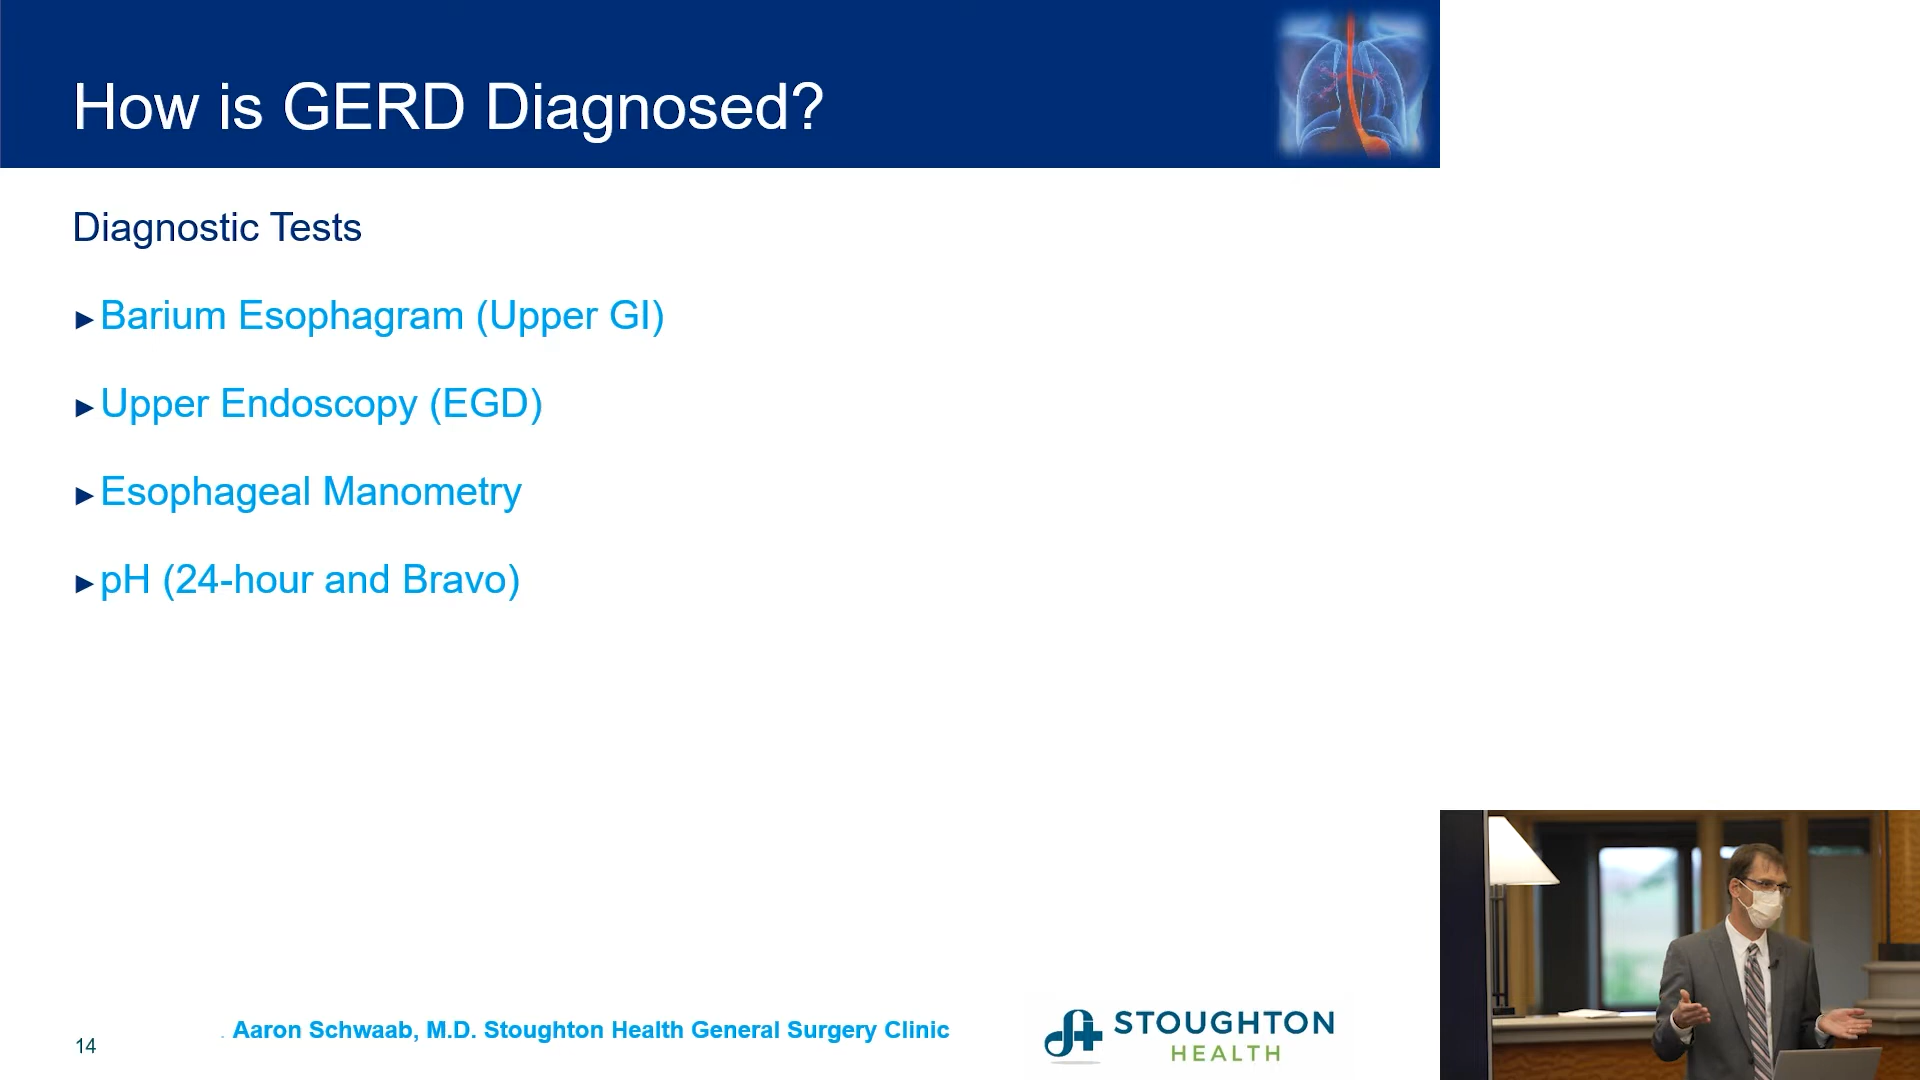 How is GERD Diagnosed?
Diagnostic Tests
►Barium Esophagram (Upper GI)
►Upper Endoscopy (EGD)
►Esophageal Manometry
►pH (24-hour and Bravo)
. Aaron Schwaab, M.D. Stoughton Health General Surgery Clinic
STOUGHTON
HEALTH
14